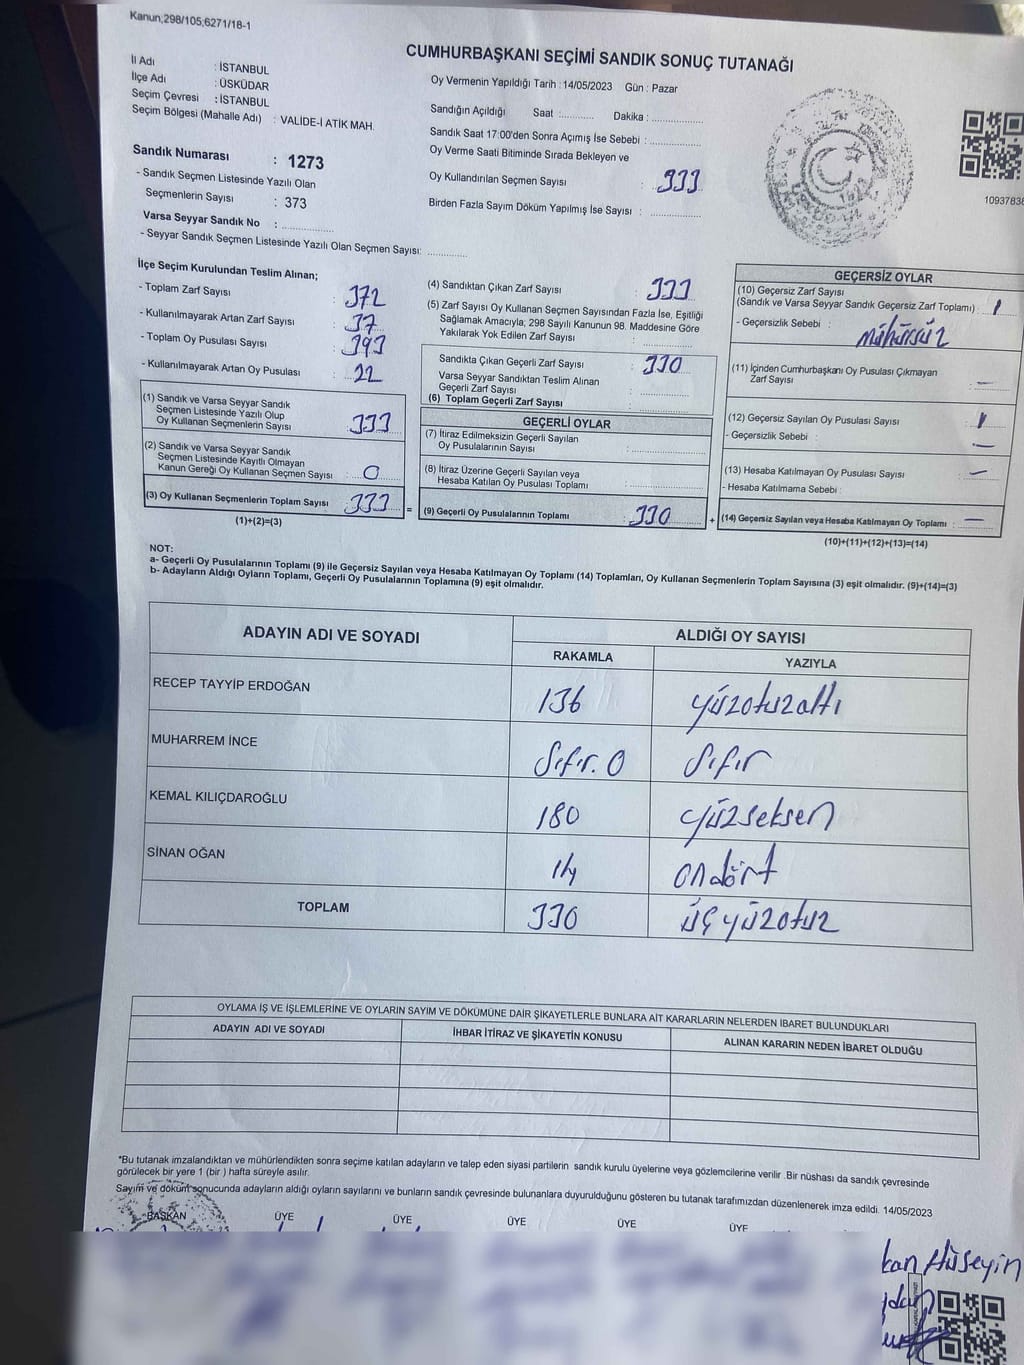 Kanun;298/105;6271/18-1
CUMHURBAŞKANI SEÇİMİ SANDIK SONUÇ TUTANAĞI
İl Adı : İSTANBUL
İlçe Adı : ÜSKÜDAR
Seçim Çevresi : İSTANBUL
Seçim Bölgesi (Mahalle Adı) : VALİDE-İ ATİK MAH.
Sandık Numarası : 1273
- Sandık Seçmen Listesinde Yazılı Olan
Seçmenlerin Sayısı : 373
Varsa Seyyar Sandık No :
- Seyyar Sandık Seçmen Listesinde Yazılı Olan Seçmen Sayısı:
Oy Vermenin Yapıldığı Tarih : 14/05/2023 Gün : Pazar
Sandığın Açıldığı Saat Dakika :
Sandık Saat 17:00'den Sonra Açımış İse Sebebi :
Oy Verme Saati Bitiminde Sırada Bekleyen ve
Oy Kullandırılan Seçmen Sayısı : 333
Birden Fazla Sayım Döküm Yapılmış İse Sayısı :
1093783
İlçe Seçim Kurulundan Teslim Alınan;
- Toplam Zarf Sayısı : 372
- Kullanılmayarak Artan Zarf Sayısı : 37
- Toplam Oy Pusulası Sayısı : 393
- Kullanılmayarak Artan Oy Pusulası : 22
(1) Sandık ve Varsa Seyyar Sandık
Seçmen Listesinde Yazılı Olup
Oy Kullanan Seçmenlerin Sayısı : 333
(2) Sandık ve Varsa Seyyar Sandık
Seçmen Listesinde Kayıtlı Olmayan
Kanun Gereği Oy Kullanan Seçmen Sayısı : 0
(3) Oy Kullanan Seçmenlerin Toplam Sayısı : 333 =
(1)+(2)=(3)
(4) Sandıktan Çıkan Zarf Sayısı : 333
(5) Zarf Sayısı Oy Kullanan Seçmen Sayısından Fazla İse, Eşitliği
Sağlamak Amacıyla; 298 Sayılı Kanunun 98. Maddesine Göre
Yakılarak Yok Edilen Zarf Sayısı :
Sandıkta Çıkan Geçerli Zarf Sayısı : 330
Varsa Seyyar Sandıktan Teslim Alınan
Geçerli Zarf Sayısı :
(6) Toplam Geçerli Zarf Sayısı :
GEÇERLİ OYLAR
(7) İtiraz Edilmeksizin Geçerli Sayılan
Oy Pusulalarının Sayısı :
(8) İtiraz Üzerine Geçerli Sayılan veya
Hesaba Katılan Oy Pusulası Toplamı :
(9) Geçerli Oy Pusulalarının Toplamı : 330 +
GEÇERSİZ OYLAR
(10) Geçersiz Zarf Sayısı
(Sandık ve Varsa Seyyar Sandık Geçersiz Zarf Toplamı) : 1
- Geçersizlik Sebebi : mühürsüz
(11) İçinden Cumhurbaşkanı Oy Pusulası Çıkmayan
Zarf Sayısı : —
(12) Geçersiz Sayılan Oy Pusulası Sayısı : 1
- Geçersizlik Sebebi : —
(13) Hesaba Katılmayan Oy Pusulası Sayısı : —
- Hesaba Katılmama Sebebi :
(14) Geçersiz Sayılan veya Hesaba Katılmayan Oy Toplamı : —
(10)+(11)+(12)+(13)=(14)
NOT:
a- Geçerli Oy Pusulalarının Toplamı (9) ile Geçersiz Sayılan veya Hesaba Katılmayan Oy Toplamı (14) Toplamları, Oy Kullanan Seçmenlerin Toplam Sayısına (3) eşit olmalıdır. (9)+(14)=(3)
b- Adayların Aldığı Oyların Toplamı, Geçerli Oy Pusulalarının Toplamına (9) eşit olmalıdır.
ADAYIN ADI VE SOYADI ALDIĞI OY SAYISI
RAKAMLA YAZIYLA
RECEP TAYYİP ERDOĞAN 136 yüzotuzaltı
MUHARREM İNCE Sıfır. 0 Sıfır
KEMAL KILIÇDAROĞLU 180 yüzseksen
SİNAN OĞAN 14 ondört
TOPLAM 330 üçyüzotuz
OYLAMA İŞ VE İŞLEMLERİNE VE OYLARIN SAYIM VE DÖKÜMÜNE DAİR ŞİKAYETLERLE BUNLARA AİT KARARLARIN NELERDEN İBARET BULUNDUKLARI
ADAYIN ADI VE SOYADI İHBAR İTİRAZ VE ŞİKAYETİN KONUSU ALINAN KARARIN NEDEN İBARET OLDUĞU
*Bu tutanak imzalandıktan ve mühürlendikten sonra seçime katılan adayların ve talep eden siyasi partilerin sandık kurulu üyelerine veya gözlemcilerine verilir .Bir nüshası da sandık çevresinde
görülecek bir yere 1 (bir ) hafta süreyle asılır.
Sayım ve döküm sonucunda adayların aldığı oyların sayılarını ve bunların sandık çevresinde bulunanlara duyurulduğunu gösteren bu tutanak tarafımızdan düzenlenerek imza edildi. 14/05/2023
BAŞKAN ÜYE ÜYE ÜYE ÜYE ÜYE
kan Hüseyin